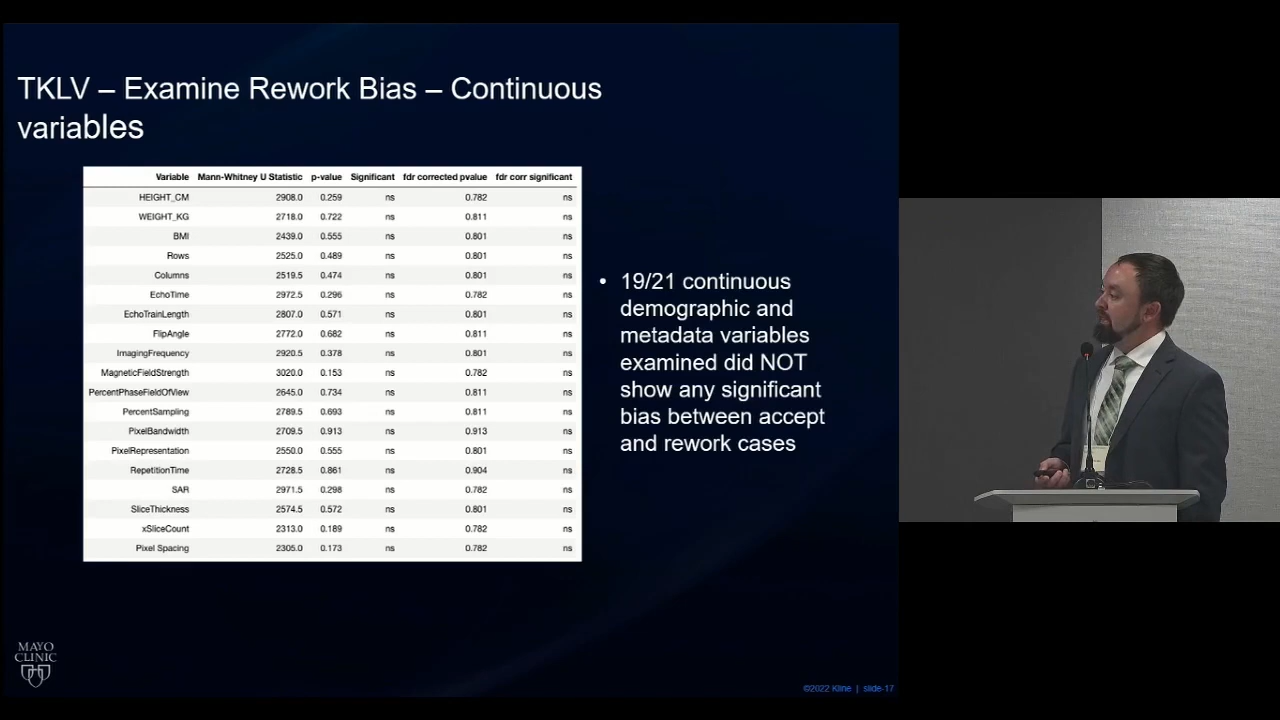 TKLV – Examine Rework Bias – Continuous
variables
Variable Mann-Whitney U Statistic p-value Significant fdr corrected pvalue fdr corr significant
HEIGHT_CM 2908.0 0.259 ns 0.782 ns
WEIGHT_KG 2718.0 0.722 ns 0.811 ns
BMI 2439.0 0.555 ns 0.801 ns
Rows 2525.0 0.489 ns 0.801 ns
Columns 2519.5 0.474 ns 0.801 ns
EchoTime 2972.5 0.296 ns 0.782 ns
EchoTrainLength 2807.0 0.571 ns 0.801 ns
FlipAngle 2772.0 0.682 ns 0.811 ns
ImagingFrequency 2920.5 0.378 ns 0.801 ns
MagneticFieldStrength 3020.0 0.153 ns 0.782 ns
PercentPhaseFieldOfView 2645.0 0.734 ns 0.811 ns
PercentSampling 2789.5 0.693 ns 0.811 ns
PixelBandwidth 2709.5 0.913 ns 0.913 ns
PixelRepresentation 2550.0 0.555 ns 0.801 ns
RepetitionTime 2728.5 0.861 ns 0.904 ns
SAR 2971.5 0.298 ns 0.782 ns
SliceThickness 2574.5 0.572 ns 0.801 ns
xSliceCount 2313.0 0.189 ns 0.782 ns
Pixel Spacing 2305.0 0.173 ns 0.782 ns
• 19/21 continuous
demographic and
metadata variables
examined did NOT
show any significant
bias between accept
and rework cases
MAYO
CLINIC
©2022 Kline | slide-17